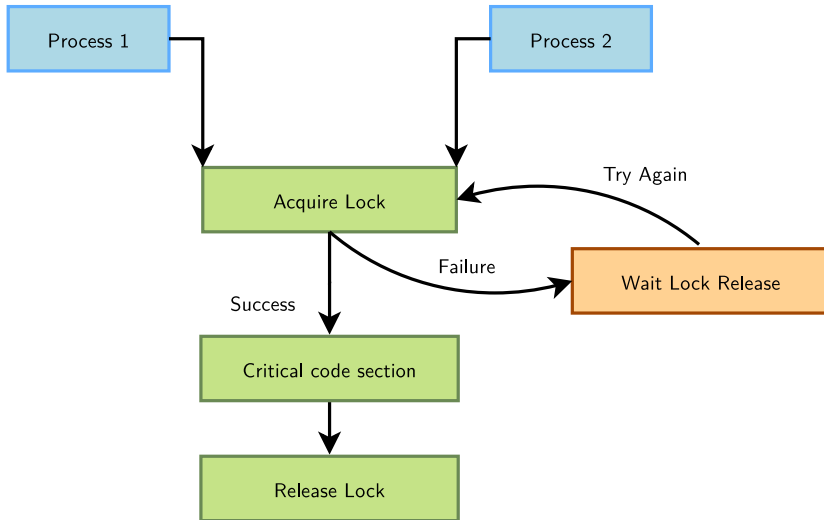 Process 1
Process 2
Try Again
Acquire Lock
Failure
Wait Lock Release
Success
Critical code section
Release Lock